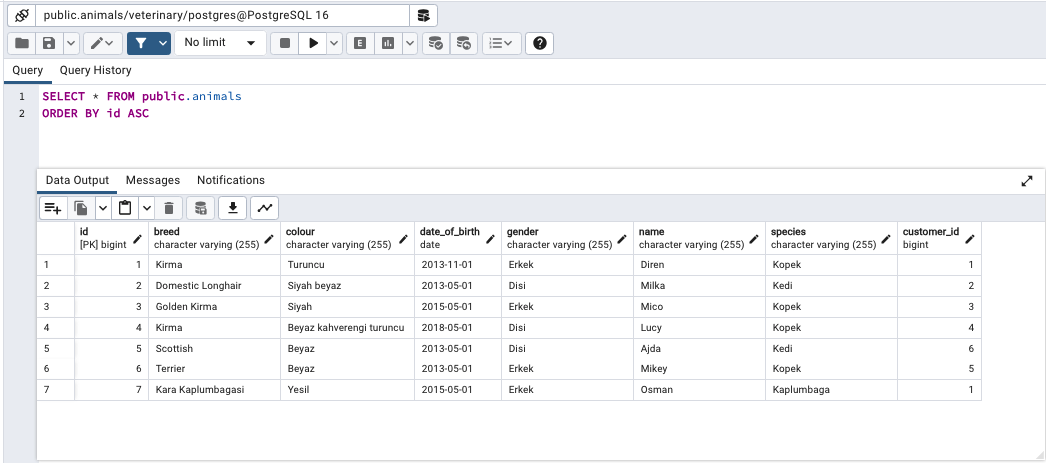 public.animals/veterinary/postgres@PostgreSQL 16
No limit
E
Query Query History
1 SELECT * FROM public.animals
2 ORDER BY id ASC
Data Output Messages Notifications
id breed colour date_of_birth gender name species customer_id
[PK] bigint character varying (255) character varying (255) date character varying (255) character varying (255) character varying (255) bigint
1 1 Kirma Turuncu 2013-11-01 Erkek Diren Kopek 1
2 2 Domestic Longhair Siyah beyaz 2013-05-01 Disi Milka Kedi 2
3 3 Golden Kirma Siyah 2015-05-01 Erkek Mico Kopek 3
4 4 Kirma Beyaz kahverengi turuncu 2018-05-01 Disi Lucy Kopek 4
5 5 Scottish Beyaz 2013-05-01 Disi Ajda Kedi 6
6 6 Terrier Beyaz 2013-05-01 Erkek Mikey Kopek 5
7 7 Kara Kaplumbagasi Yesil 2015-05-01 Erkek Osman Kaplumbaga 1